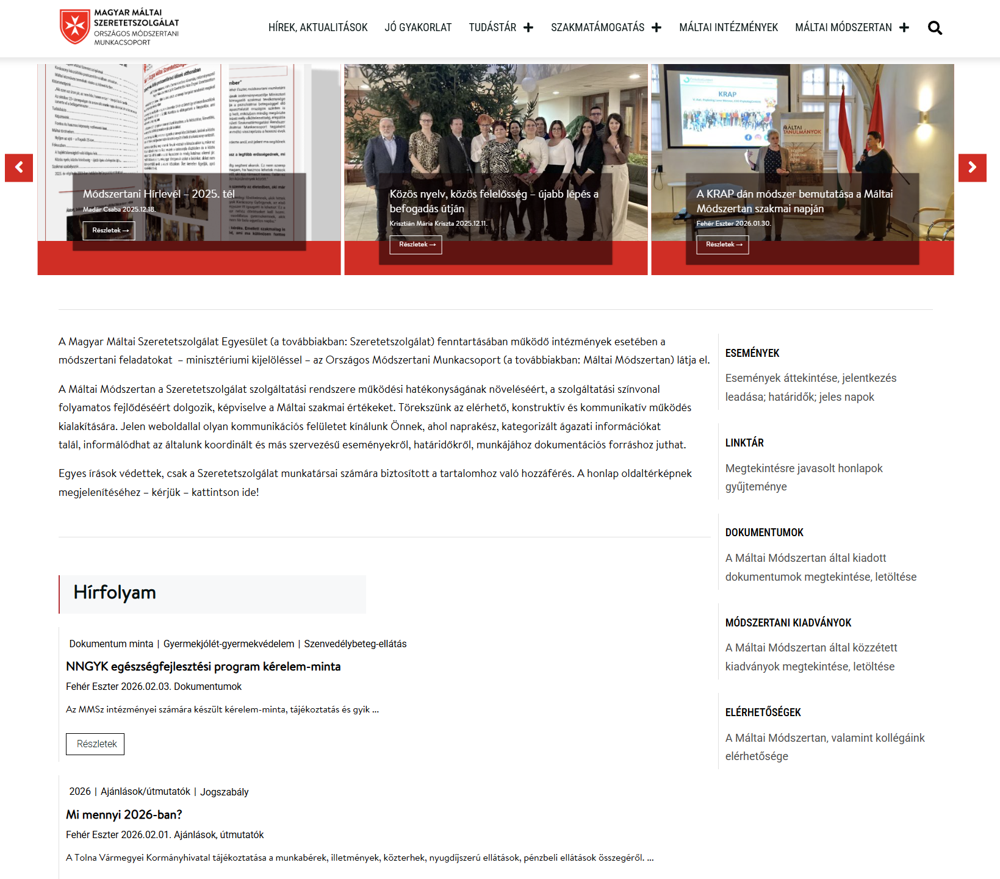 MAGYAR MÁLTAI
SZERETETSZOLGÁLAT
ORSZÁGOS MÓDSZERTANI
MUNKACSOPORT
HÍREK, AKTUALITÁSOK
JÓ GYAKORLAT
TUDÁSTÁR
SZAKMATÁMOGATÁS
MÁLTAI INTÉZMÉNYEK
MÁLTAI MÓDSZERTAN
Módszertani Hírlevél – 2025. tél
Madár Csaba 2025.12.18.
Részletek →
Közös nyelv, közös felelősség – újabb lépés a
befogadás útján
Krisztián Mária Kriszta 2025.12.11.
Részletek →
KRAP
MÁLTAI
TANULMÁNYOK
A KRAP dán módszer bemutatása a Máltai
Módszertan szakmai napján
Fehér Eszter 2026.01.30.
Részletek →
A Magyar Máltai Szeretetszolgálat Egyesület (a továbbiakban: Szeretetszolgálat) fenntartásában működő intézmények esetében a
módszertani feladatokat – minisztériumi kijelöléssel – az Országos Módszertani Munkacsoport (a továbbiakban: Máltai Módszertan) látja el.
A Máltai Módszertan a Szeretetszolgálat szolgáltatási rendszere működési hatékonyságának növeléséért, a szolgáltatási színvonal
folyamatos fejlődéséért dolgozik, képviselve a Máltai szakmai értékeket. Törekszünk az elérhető, konstruktív és kommunikatív működés
kialakítására. Jelen weboldallal olyan kommunikációs felületet kínálunk Önnek, ahol naprakész, kategorizált ágazati információkat
talál, informálódhat az általunk koordinált és más szervezésű eseményekről, határidőkről, munkájához dokumentációs forráshoz juthat.
Egyes írások védettek, csak a Szeretetszolgálat munkatársai számára biztosított a tartalomhoz való hozzáférés. A honlap oldaltérképnek
megjelenítéséhez – kérjük – kattintson ide!
Hírfolyam
Dokumentum minta | Gyermekjólét-gyermekvédelem | Szenvedélybeteg-ellátás
NNGYK egészségfejlesztési program kérelem-minta
Fehér Eszter 2026.02.03. Dokumentumok
Az MMSz intézményei számára készült kérelem-minta, tájékoztatás és gyik ...
Részletek
2026 | Ajánlások/útmutatók | Jogszabály
Mi mennyi 2026-ban?
Fehér Eszter 2026.02.01. Ajánlások, útmutatók
A Tolna Vármegyei Kormányhivatal tájékoztatása a munkabérek, illetmények, közterhek, nyugdíjszerű ellátások, pénzbeli ellátások összegéről. ...
ESEMÉNYEK
Események áttekintése, jelentkezés
leadása; határidők; jeles napok
LINKTÁR
Megtekintésre javasolt honlapok
gyűjteménye
DOKUMENTUMOK
A Máltai Módszertan által kiadott
dokumentumok megtekintése, letöltése
MÓDSZERTANI KIADVÁNYOK
A Máltai Módszertan által közzétett
kiadványok megtekintése, letöltése
ELÉRHETŐSÉGEK
A Máltai Módszertan, valamint kollégáink
elérhetősége